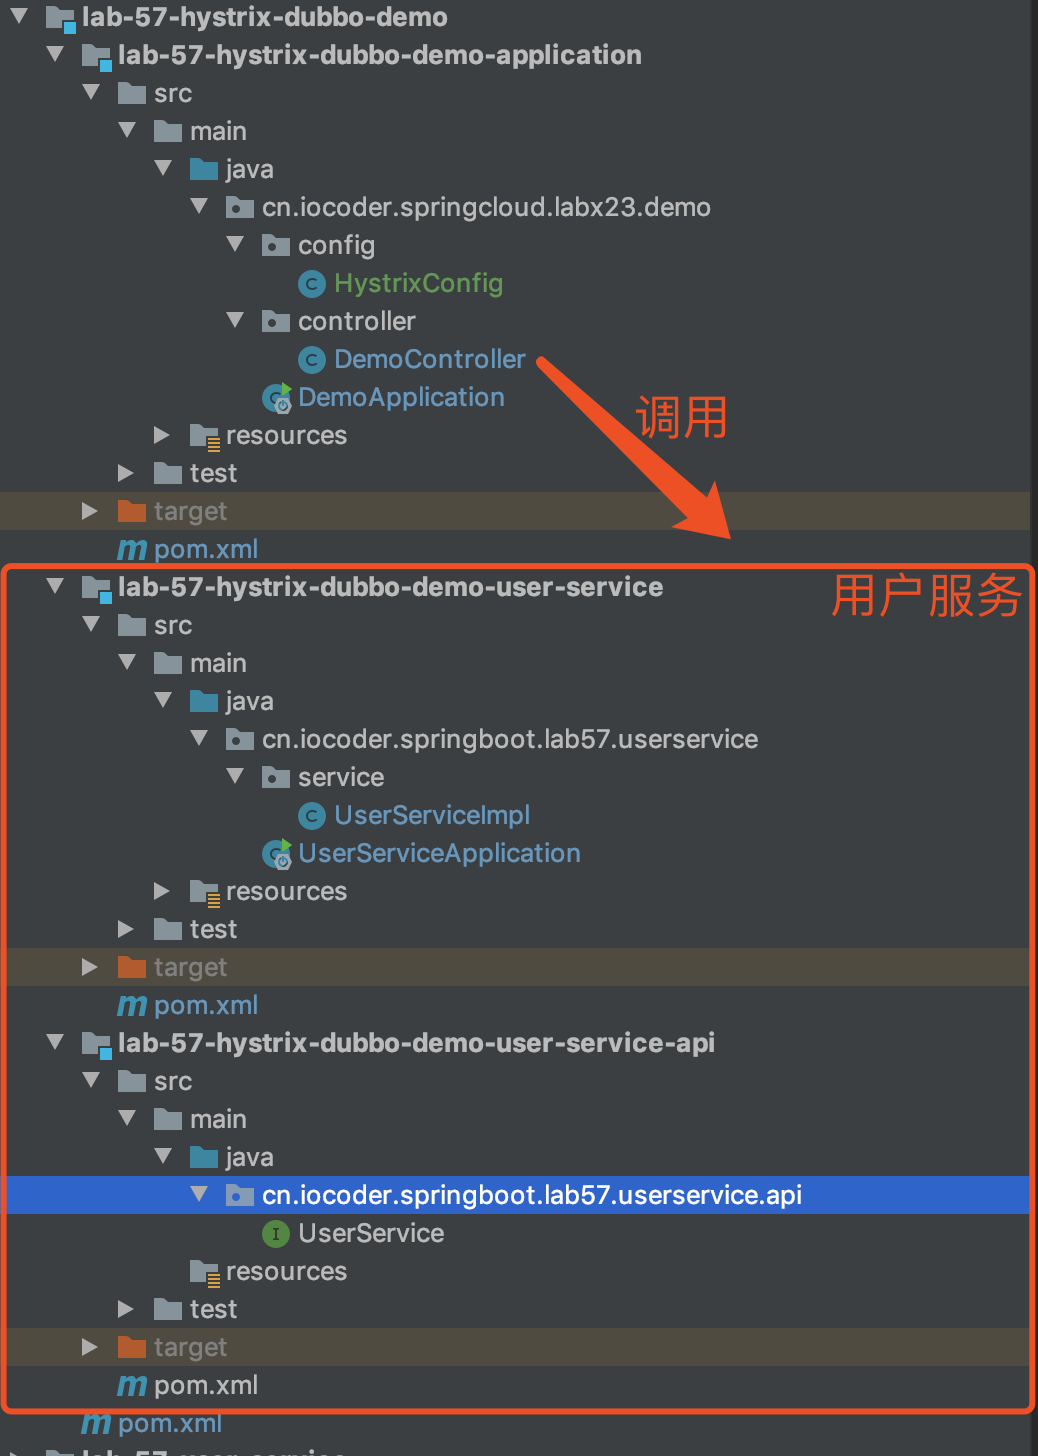 lab-57-hystrix-dubbo-demo
lab-57-hystrix-dubbo-demo-application
src
main
java
cn.iocoder.springcloud.labx23.demo
config
HystrixConfig
controller
DemoController
调用
DemoApplication
resources
test
target
pom.xml
lab-57-hystrix-dubbo-demo-user-service
用户服务
src
main
java
cn.iocoder.springboot.lab57.userservice
service
UserServiceImpl
UserServiceApplication
resources
test
target
pom.xml
lab-57-hystrix-dubbo-demo-user-service-api
src
main
java
cn.iocoder.springboot.lab57.userservice.api
UserService
resources
test
target
pom.xml
pom.xml
lab-57-user-service